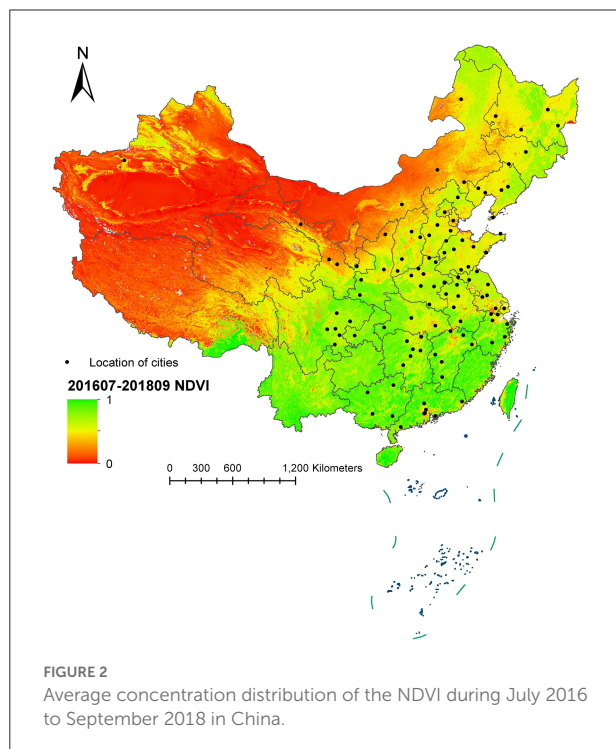 N
Location of cities
201607-201809 NDVI
1
0
0 300 600 1,200 Kilometers
FIGURE 2
Average concentration distribution of the NDVI during July 2016
to September 2018 in China.